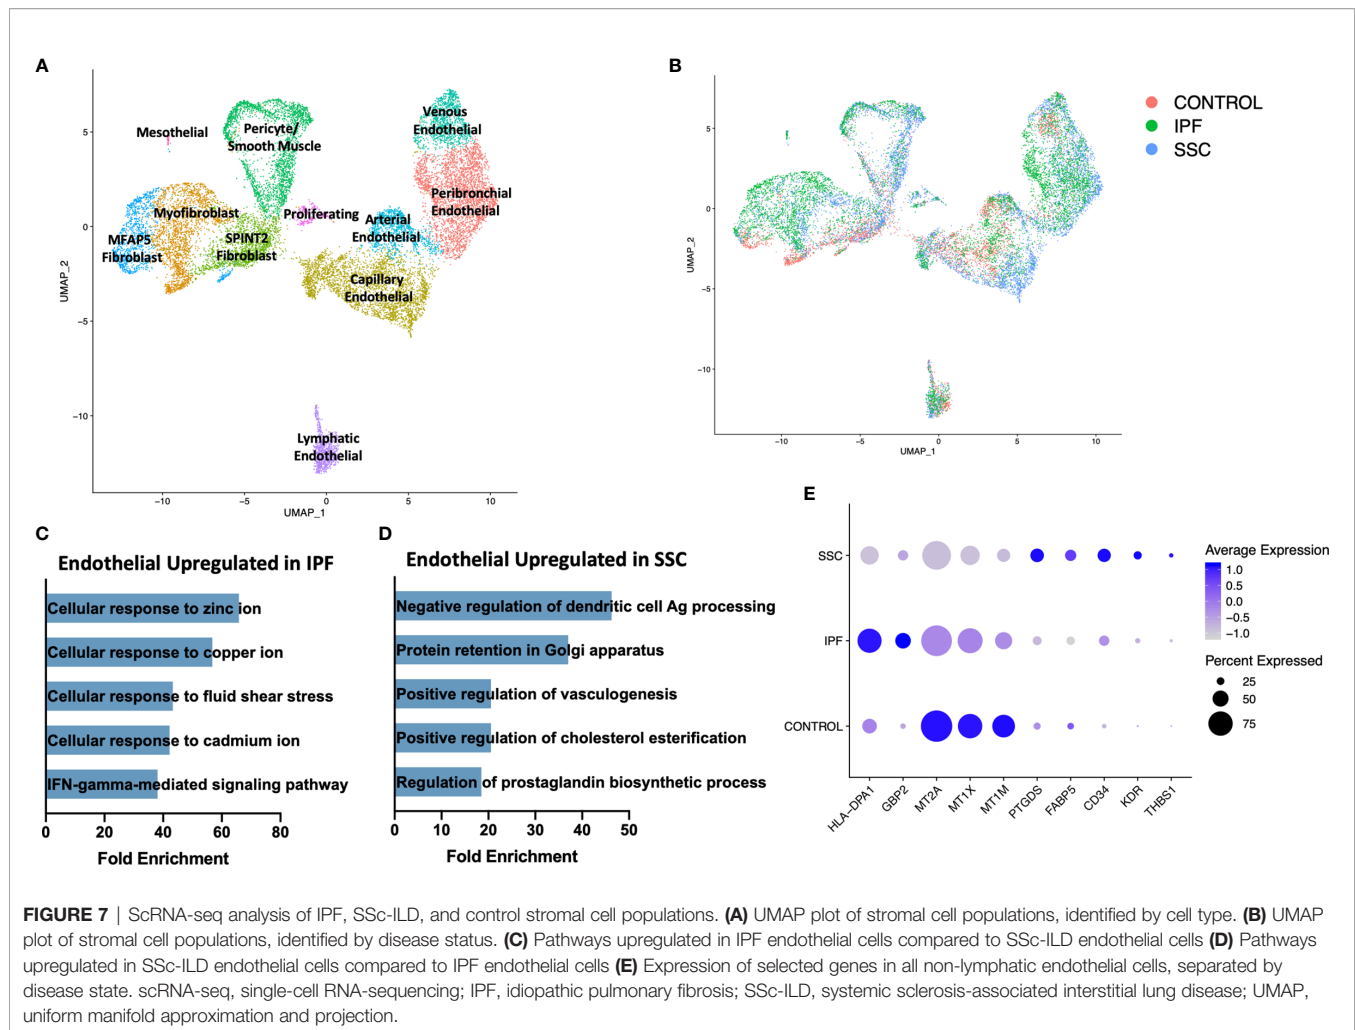 A
B
5
0
−5
−10
UMAP_2
−10
−5
0
5
10
UMAP_1
Mesothelial
Pericyte/
Smooth Muscle
Venous
Endothelial
Peribronchial
Endothelial
Myofibroblast
Proliferating
Arterial
Endothelial
MFAP5
Fibroblast
SPINT2
Fibroblast
Capillary
Endothelial
Lymphatic
Endothelial
5
0
−5
−10
UMAP_2
−10
−5
0
5
10
UMAP_1
CONTROL
IPF
SSC
C
Endothelial Upregulated in IPF
Cellular response to zinc ion
Cellular response to copper ion
Cellular response to fluid shear stress
Cellular response to cadmium ion
IFN-gamma-mediated signaling pathway
0 20 40 60 80
Fold Enrichment
D
Endothelial Upregulated in SSC
Negative regulation of dendritic cell Ag processing
Protein retention in Golgi apparatus
Positive regulation of vasculogenesis
Positive regulation of cholesterol esterification
Regulation of prostaglandin biosynthetic process
0 10 20 30 40 50
Fold Enrichment
E
SSC
IPF
CONTROL
HLA−DPA1
GBP2
MT2A
MT1X
MT1M
PTGDS
FABP5
CD34
KDR
THBS1
Average Expression
1.0
0.5
0.0
−0.5
−1.0
Percent Expressed
25
50
75
FIGURE 7 | ScRNA-seq analysis of IPF, SSc-ILD, and control stromal cell populations. (A) UMAP plot of stromal cell populations, identified by cell type. (B) UMAP
plot of stromal cell populations, identified by disease status. (C) Pathways upregulated in IPF endothelial cells compared to SSc-ILD endothelial cells (D) Pathways
upregulated in SSc-ILD endothelial cells compared to IPF endothelial cells (E) Expression of selected genes in all non-lymphatic endothelial cells, separated by
disease state. scRNA-seq, single-cell RNA-sequencing; IPF, idiopathic pulmonary fibrosis; SSc-ILD, systemic sclerosis-associated interstitial lung disease; UMAP,
uniform manifold approximation and projection.